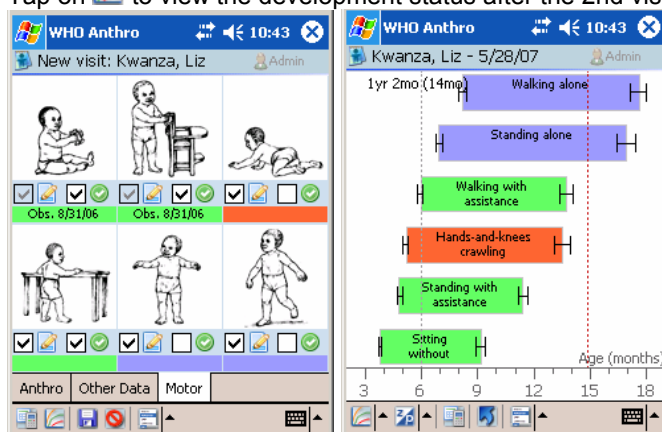 Tap on to view the development status after the 2nd vis
WHO Anthro 10:43
New visit: Kwanza, Liz Admin
Obs. 8/31/06 Obs. 8/31/06
Anthro Other Data Motor
WHO Anthro 10:43
Kwanza, Liz - 5/28/07 Admin
1yr 2mo (14mo)
Walking alone
Standing alone
Walking with
assistance
Hands-and-knees
crawling
Standing with
assistance
Sitting
without
Age (months)
3 6 9 12 15 18